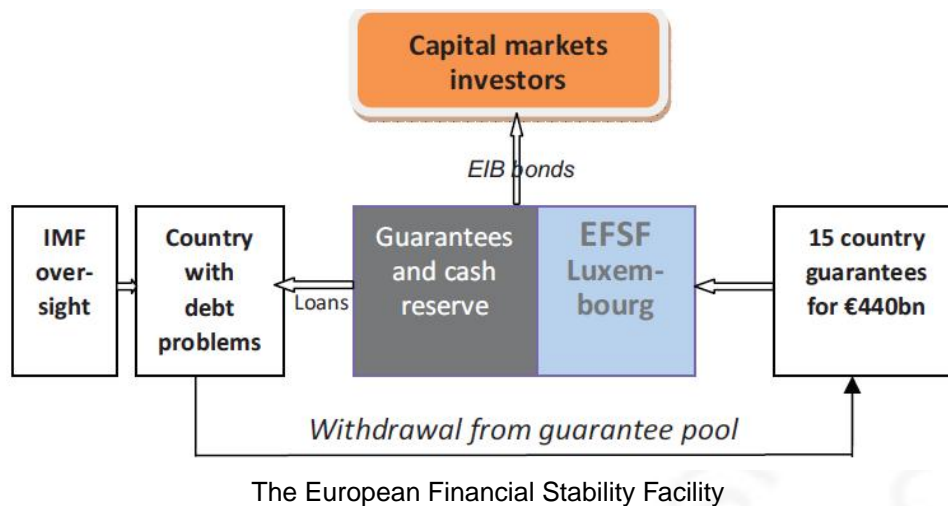 Capital markets
investors
EIB bonds
IMF
over-
sight
Country
with
debt
problems
Loans
Guarantees
and cash
reserve
EFSF
Luxem-
bourg
15 country
guarantees
for €440bn
Withdrawal from guarantee pool
The European Financial Stability Facility